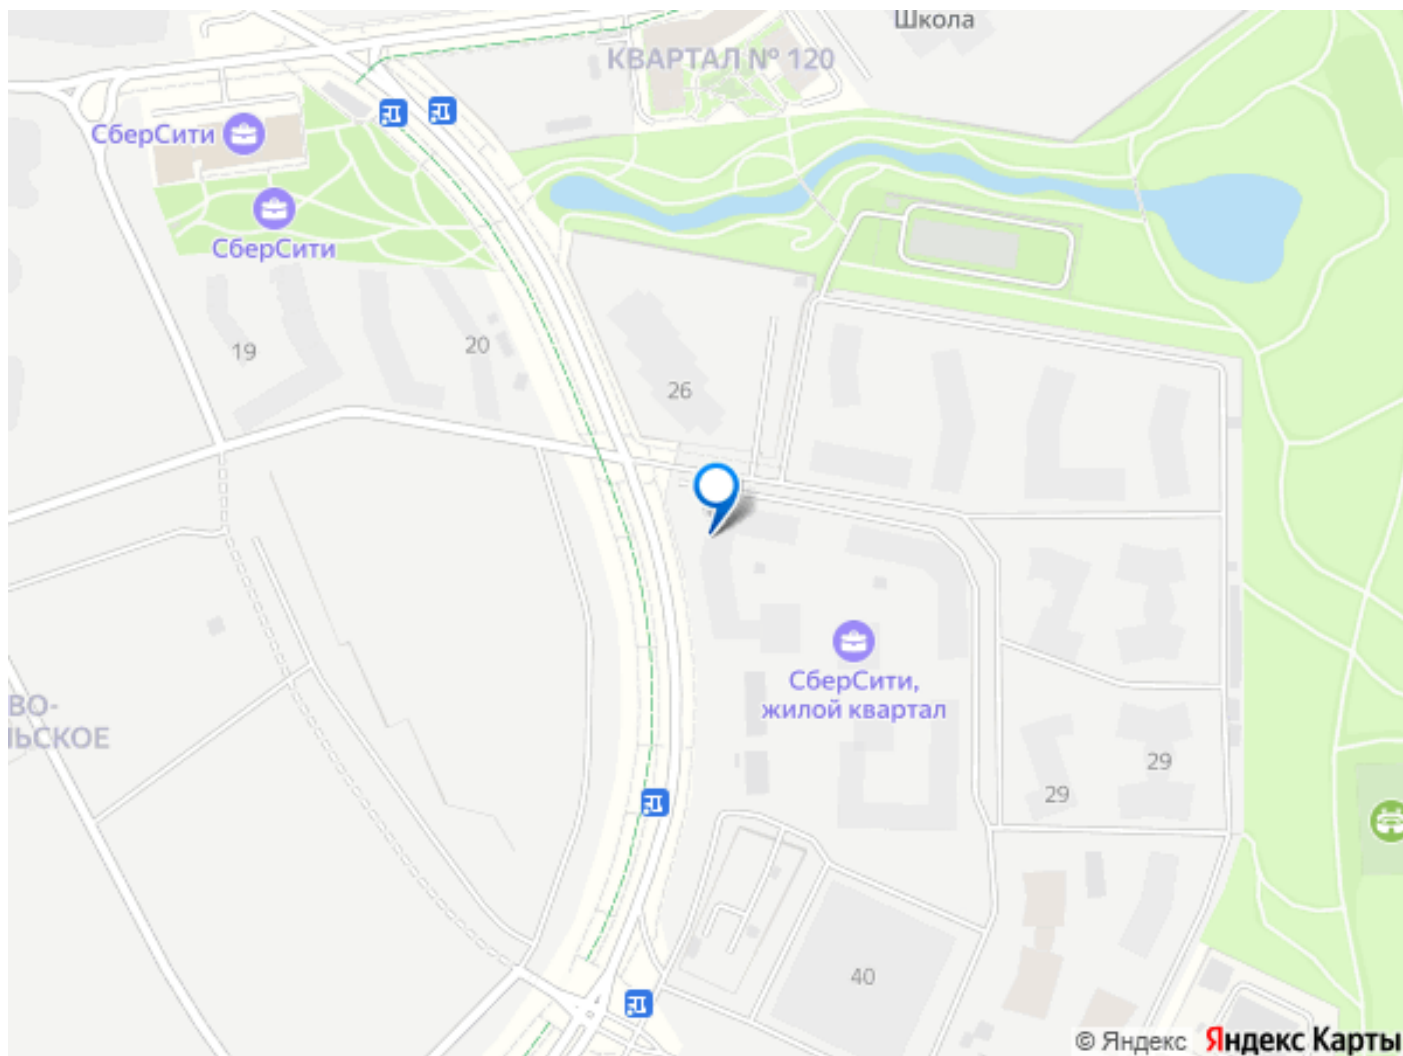 Школа
КВАРТАЛ № 120
СберСити
СберСити
19
20
26
СберСити,
жилой квартал
ВО-
ЛЬСКОЕ
29
29
40
© Яндекс Яндекс Карты